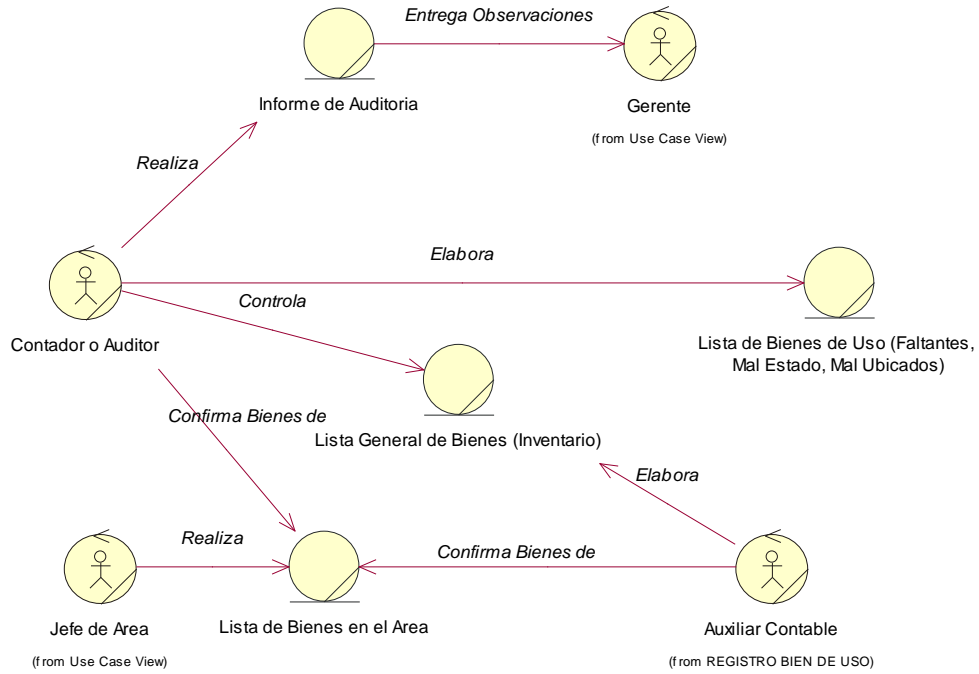 Entrega Observaciones
Informe de Auditoria
Gerente
(from Use Case View)
Realiza
Elabora
Controla
Contador o Auditor
Lista de Bienes de Uso (Faltantes,
Mal Estado, Mal Ubicados)
Confirma Bienes de
Lista General de Bienes (Inventario)
Elabora
Realiza
Confirma Bienes de
Jefe de Area
(from Use Case View)
Lista de Bienes en el Area
Auxiliar Contable
(from REGISTRO BIEN DE USO)